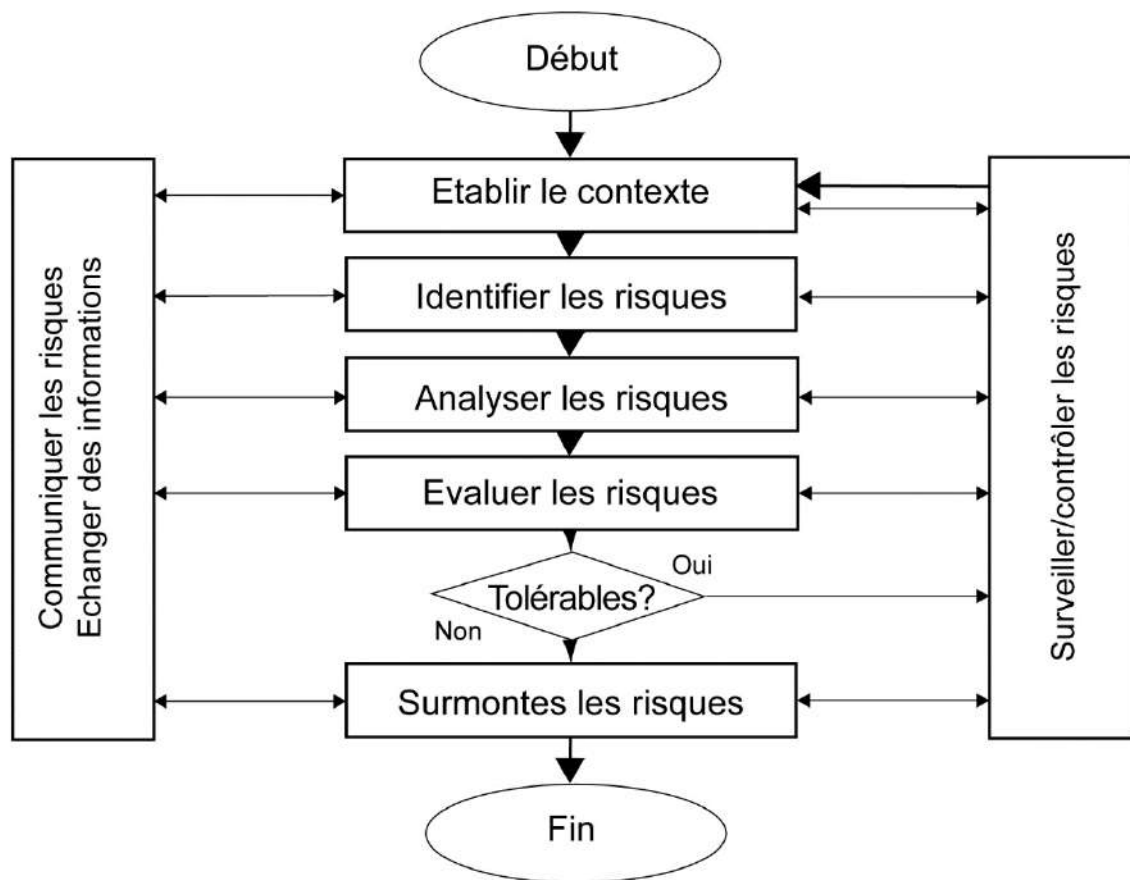 Début
Etablir le contexte
Identifier les risques
Analyser les risques
Evaluer les risques
Oui
Tolérables?
Non
Surmontes les risques
Fin
Communiquer les risques
Echanger des informations
Surveiller/contrôler les risques